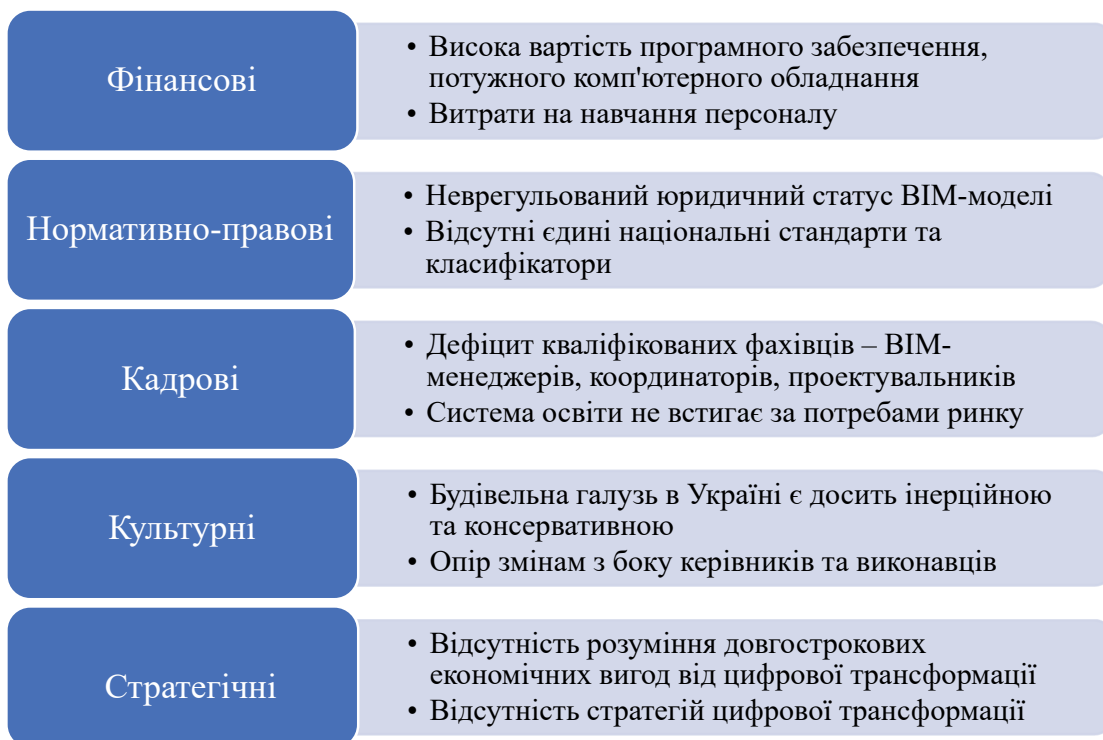 Фінансові
• Висока вартість програмного забезпечення,
потужного комп'ютерного обладнання
• Витрати на навчання персоналу
Нормативно-правові
• Неврегульований юридичний статус BIM-моделі
• Відсутні єдині національні стандарти та
класифікатори
Кадрові
• Дефіцит кваліфікованих фахівців – BIM-
менеджерів, координаторів, проектувальників
• Система освіти не встигає за потребами ринку
Культурні
• Будівельна галузь в Україні є досить інерційною
та консервативною
• Опір змінам з боку керівників та виконавців
Стратегічні
• Відсутність розуміння довгострокових
економічних вигод від цифрової трансформації
• Відсутність стратегій цифрової трансформації